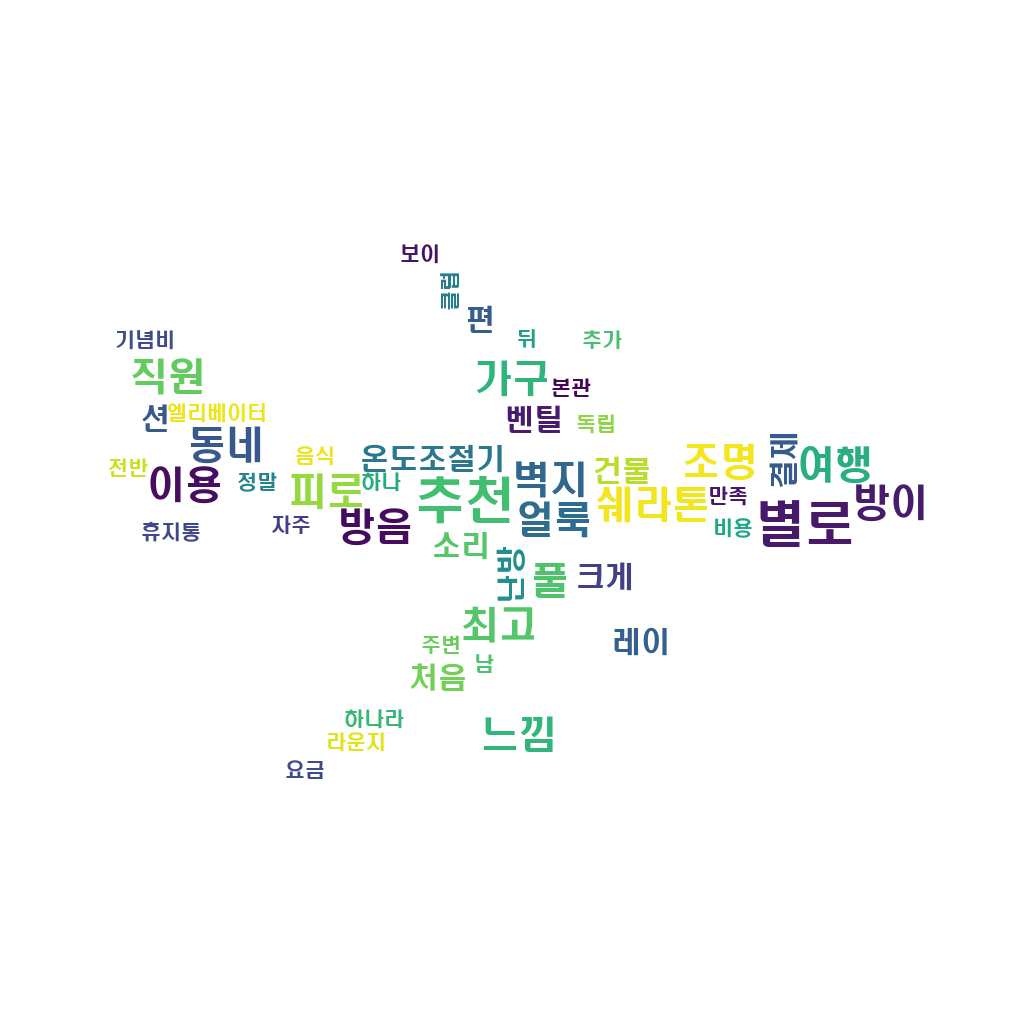 보이
클럽
편
기념비
뒤
추가
직원
가구
본관
션
엘리베이터
벤틸
독립
동네
음식
온도조절기
벽지
건물
조명
결제
여행
전반
이용
정말
피로
하나
추천
얼룩
쉐라톤
만족
별로
방이
휴지통
자주
방음
소리
비용
난방
풀
크게
최고
레이
주변
남
처음
하나라
라운지
느낌
요금